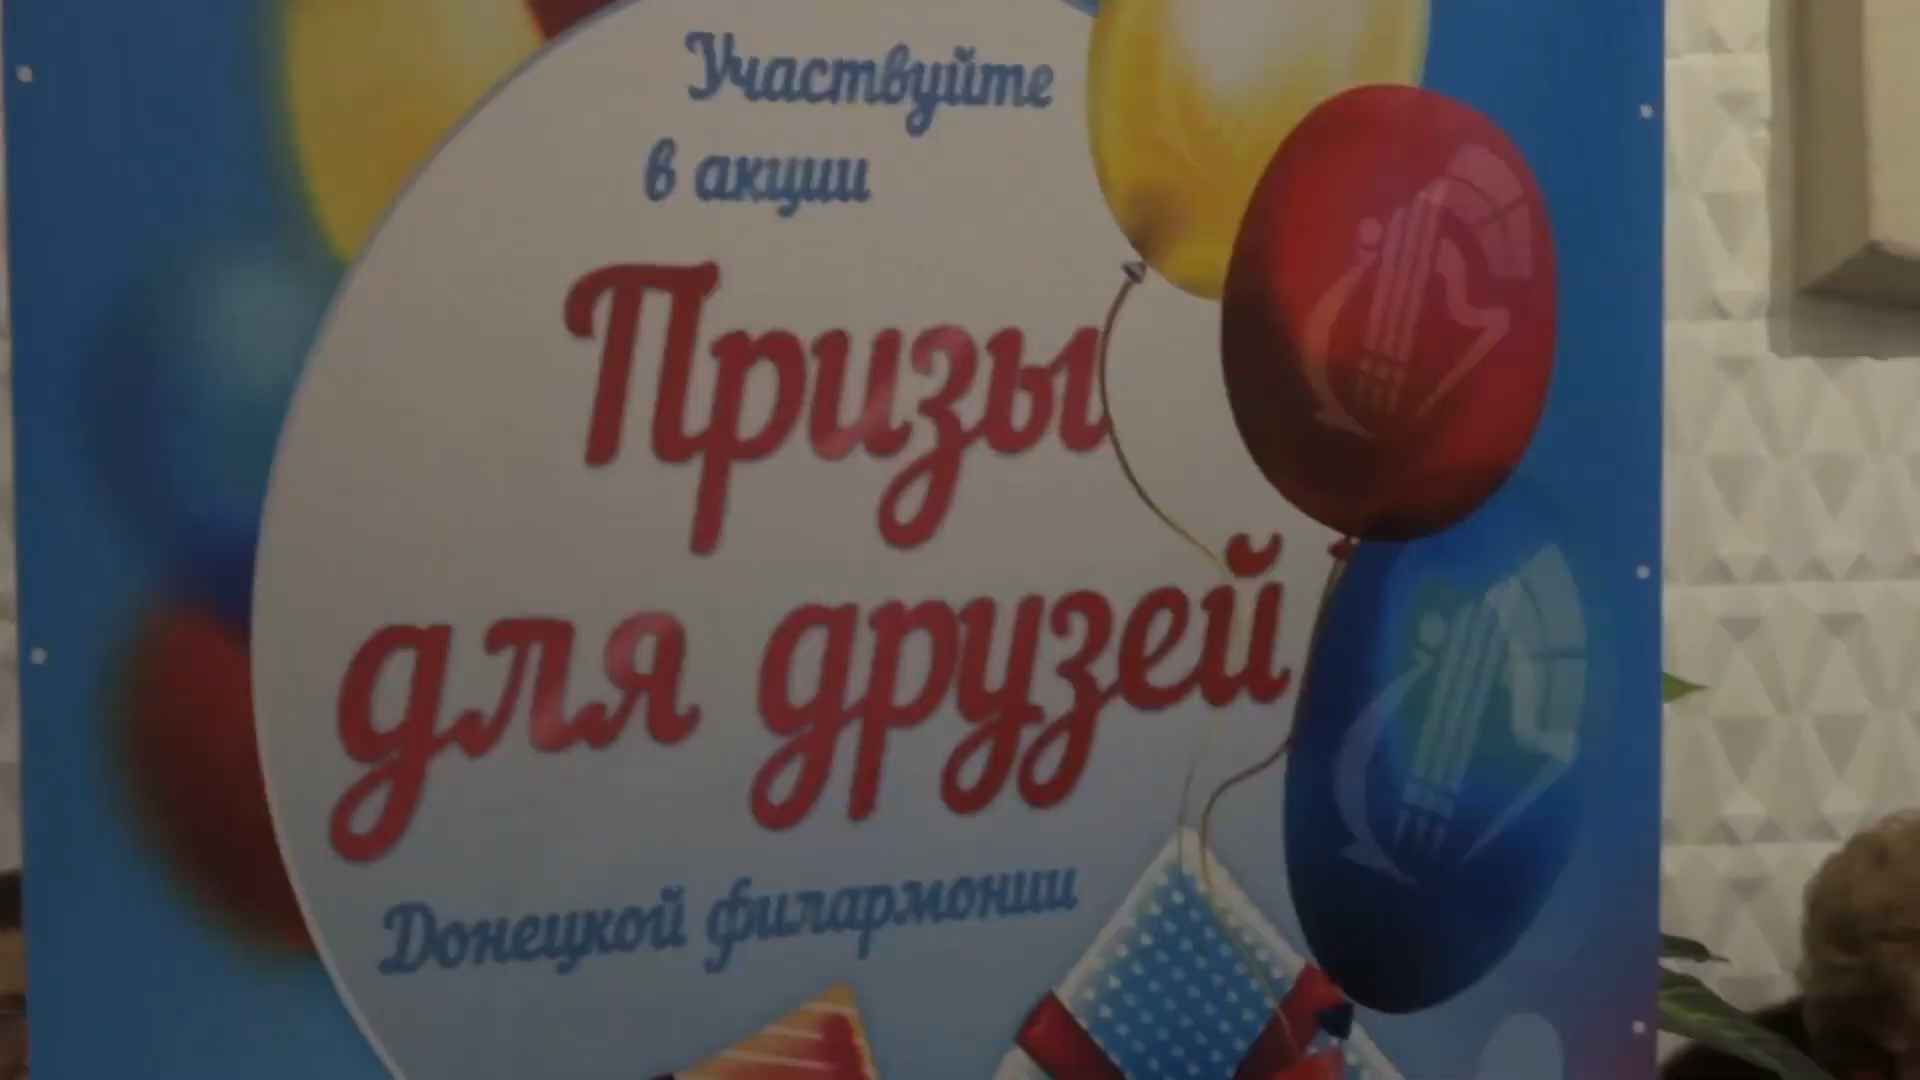 Участвуйте
в акции
Призы
для друзей
Донецкой филармонии